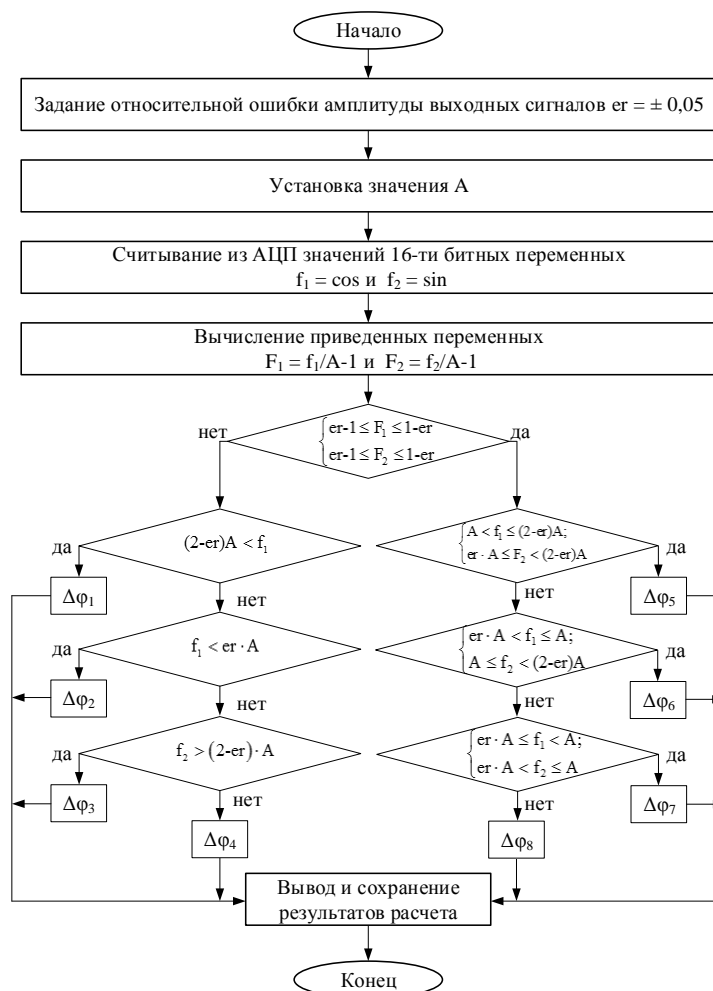 Начало
Задание относительной ошибки амплитуды выходных сигналов er = ± 0,05
Установка значения А
Считывание из АЦП значений 16-ти битных переменных
f₁ = cos и f₂ = sin
Вычисление приведенных переменных
F₁ = f₁/A-1 и F₂ = f₂/A-1
нет
er-1 ≤ F₁ ≤ 1-er
er-1 ≤ F₂ ≤ 1-er
да
(2-er)A < f₁
да
нет
Δφ₁
A < f₁ ≤ (2-er)A;
er · A ≤ F₂ < (2-er)A
да
нет
Δφ₅
f₁ < er · A
да
нет
Δφ₂
er · A < f₁ ≤ A;
A ≤ f₂ < (2-er)A
да
нет
Δφ₆
f₂ > (2-er) · A
да
нет
Δφ₃
er · A ≤ f₁ < A;
er · A < f₂ ≤ A
да
нет
Δφ₇
Δφ₄
Δφ₈
Вывод и сохранение
результатов расчета
Конец